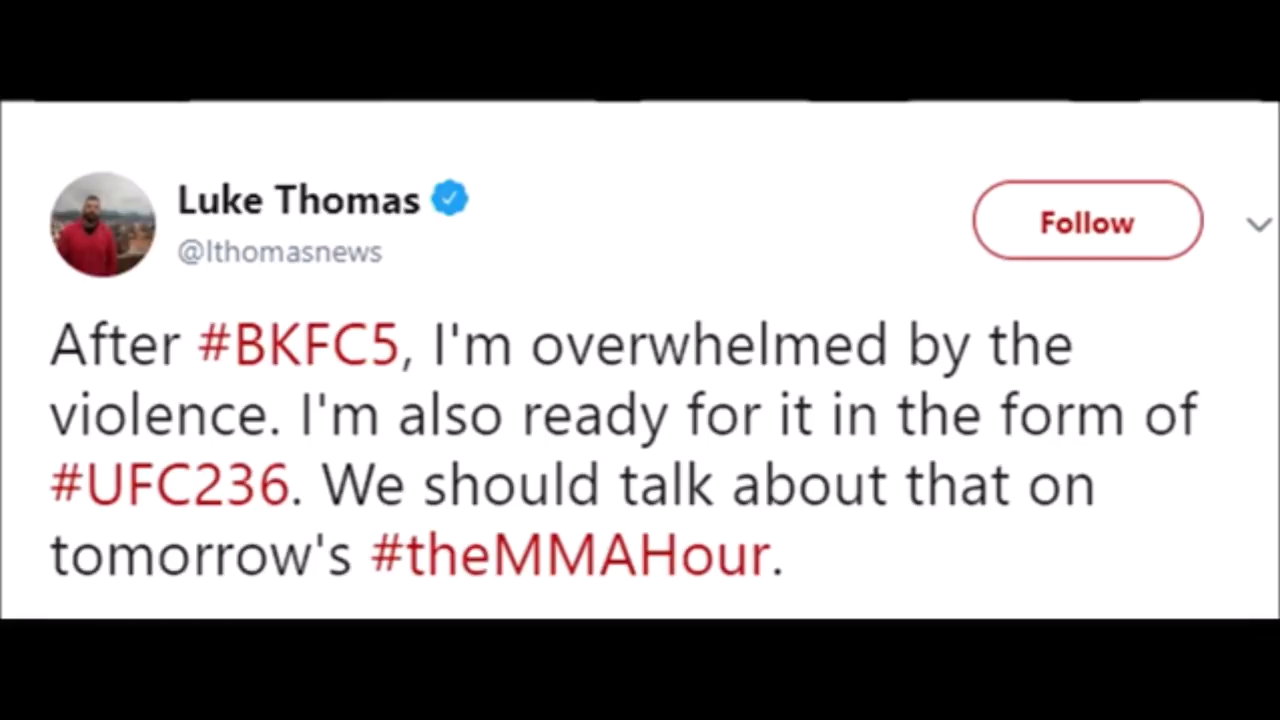 Luke Thomas
@lthomasnews
Follow
After #BKFC5, I'm overwhelmed by the
violence. I'm also ready for it in the form of
#UFC236. We should talk about that on
tomorrow's #theMMAHour.